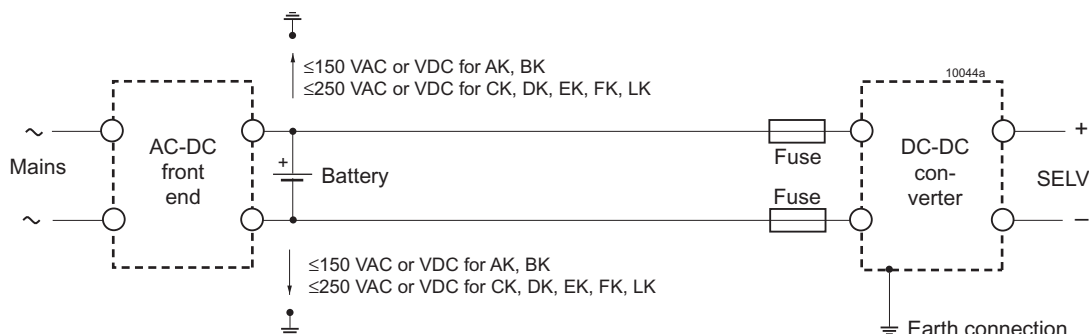 ≤150 VAC or VDC for AK, BK
≤250 VAC or VDC for CK, DK, EK, FK, LK
10044a
~
Mains
~
AC-DC
front
end
+
Battery
Fuse
Fuse
DC-DC
con-
verter
+
SELV
–
≤150 VAC or VDC for AK, BK
≤250 VAC or VDC for CK, DK, EK, FK, LK
Earth connection